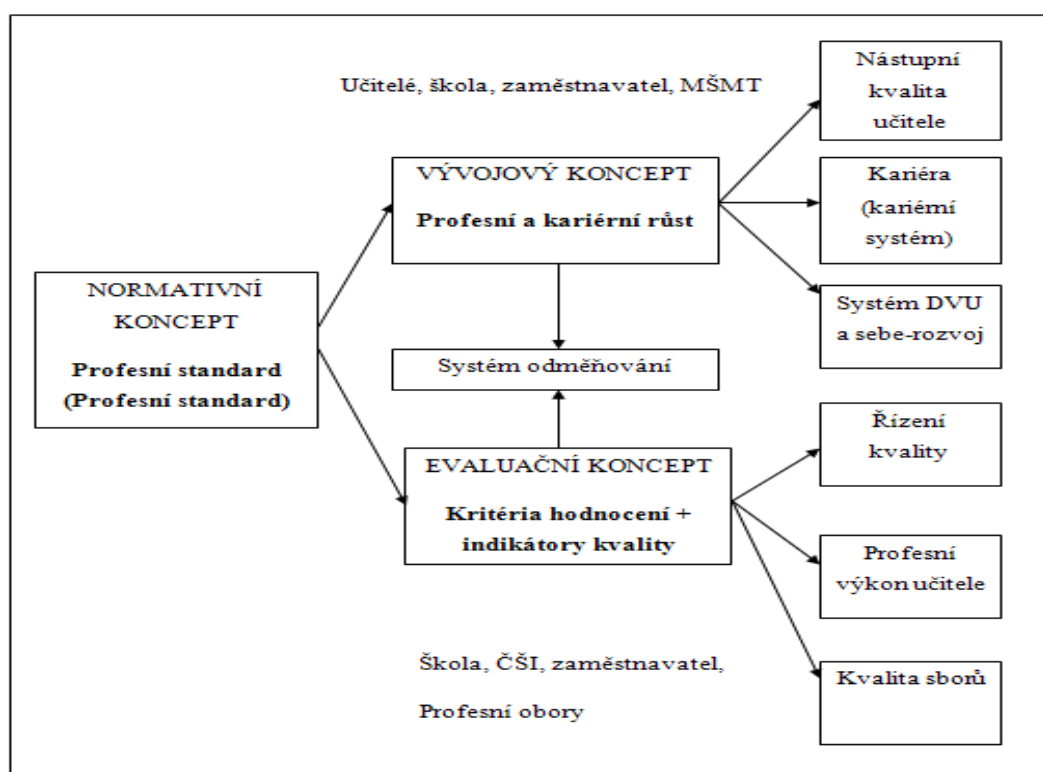 Učitelé, škola, zaměstnavatel, MŠMT
Nástupní
kvalita
učitele
VÝVOJOVÝ KONCEPT
Profesní a kariérní růst
Kariéra
(kariérní
systém)
NORMATIVNÍ
KONCEPT
Profesní standard
(Profesní standard)
Systém DVU
a sebe-rozvoj
Systém odměňování
Řízení
kvality
EVALUAČNÍ KONCEPT
Kritéria hodnocení +
indikátory kvality
Profesní
výkon učitele
Škola, ČŠI, zaměstnavatel,
Profesní obory
Kvalita sborů